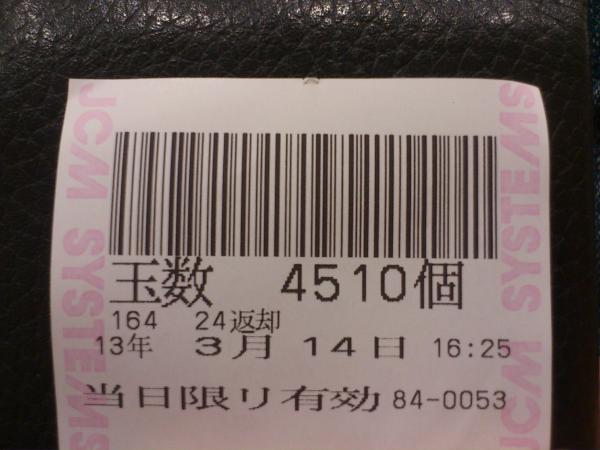 玉数 4510個
164 24返却
13年 3月 14日 16:25
当日限り有効 84-0053
JCM SYSTEMS
JCM SYSTEMS